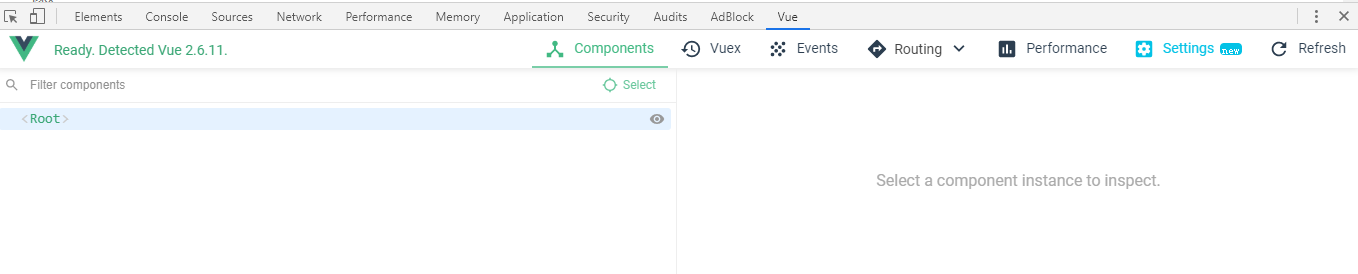 Elements Console Sources Network Performance Memory Application Security Audits AdBlock Vue
Ready. Detected Vue 2.6.11. Components Vuex Events Routing Performance Settings new Refresh
Filter components Select
<Root>
Select a component instance to inspect.